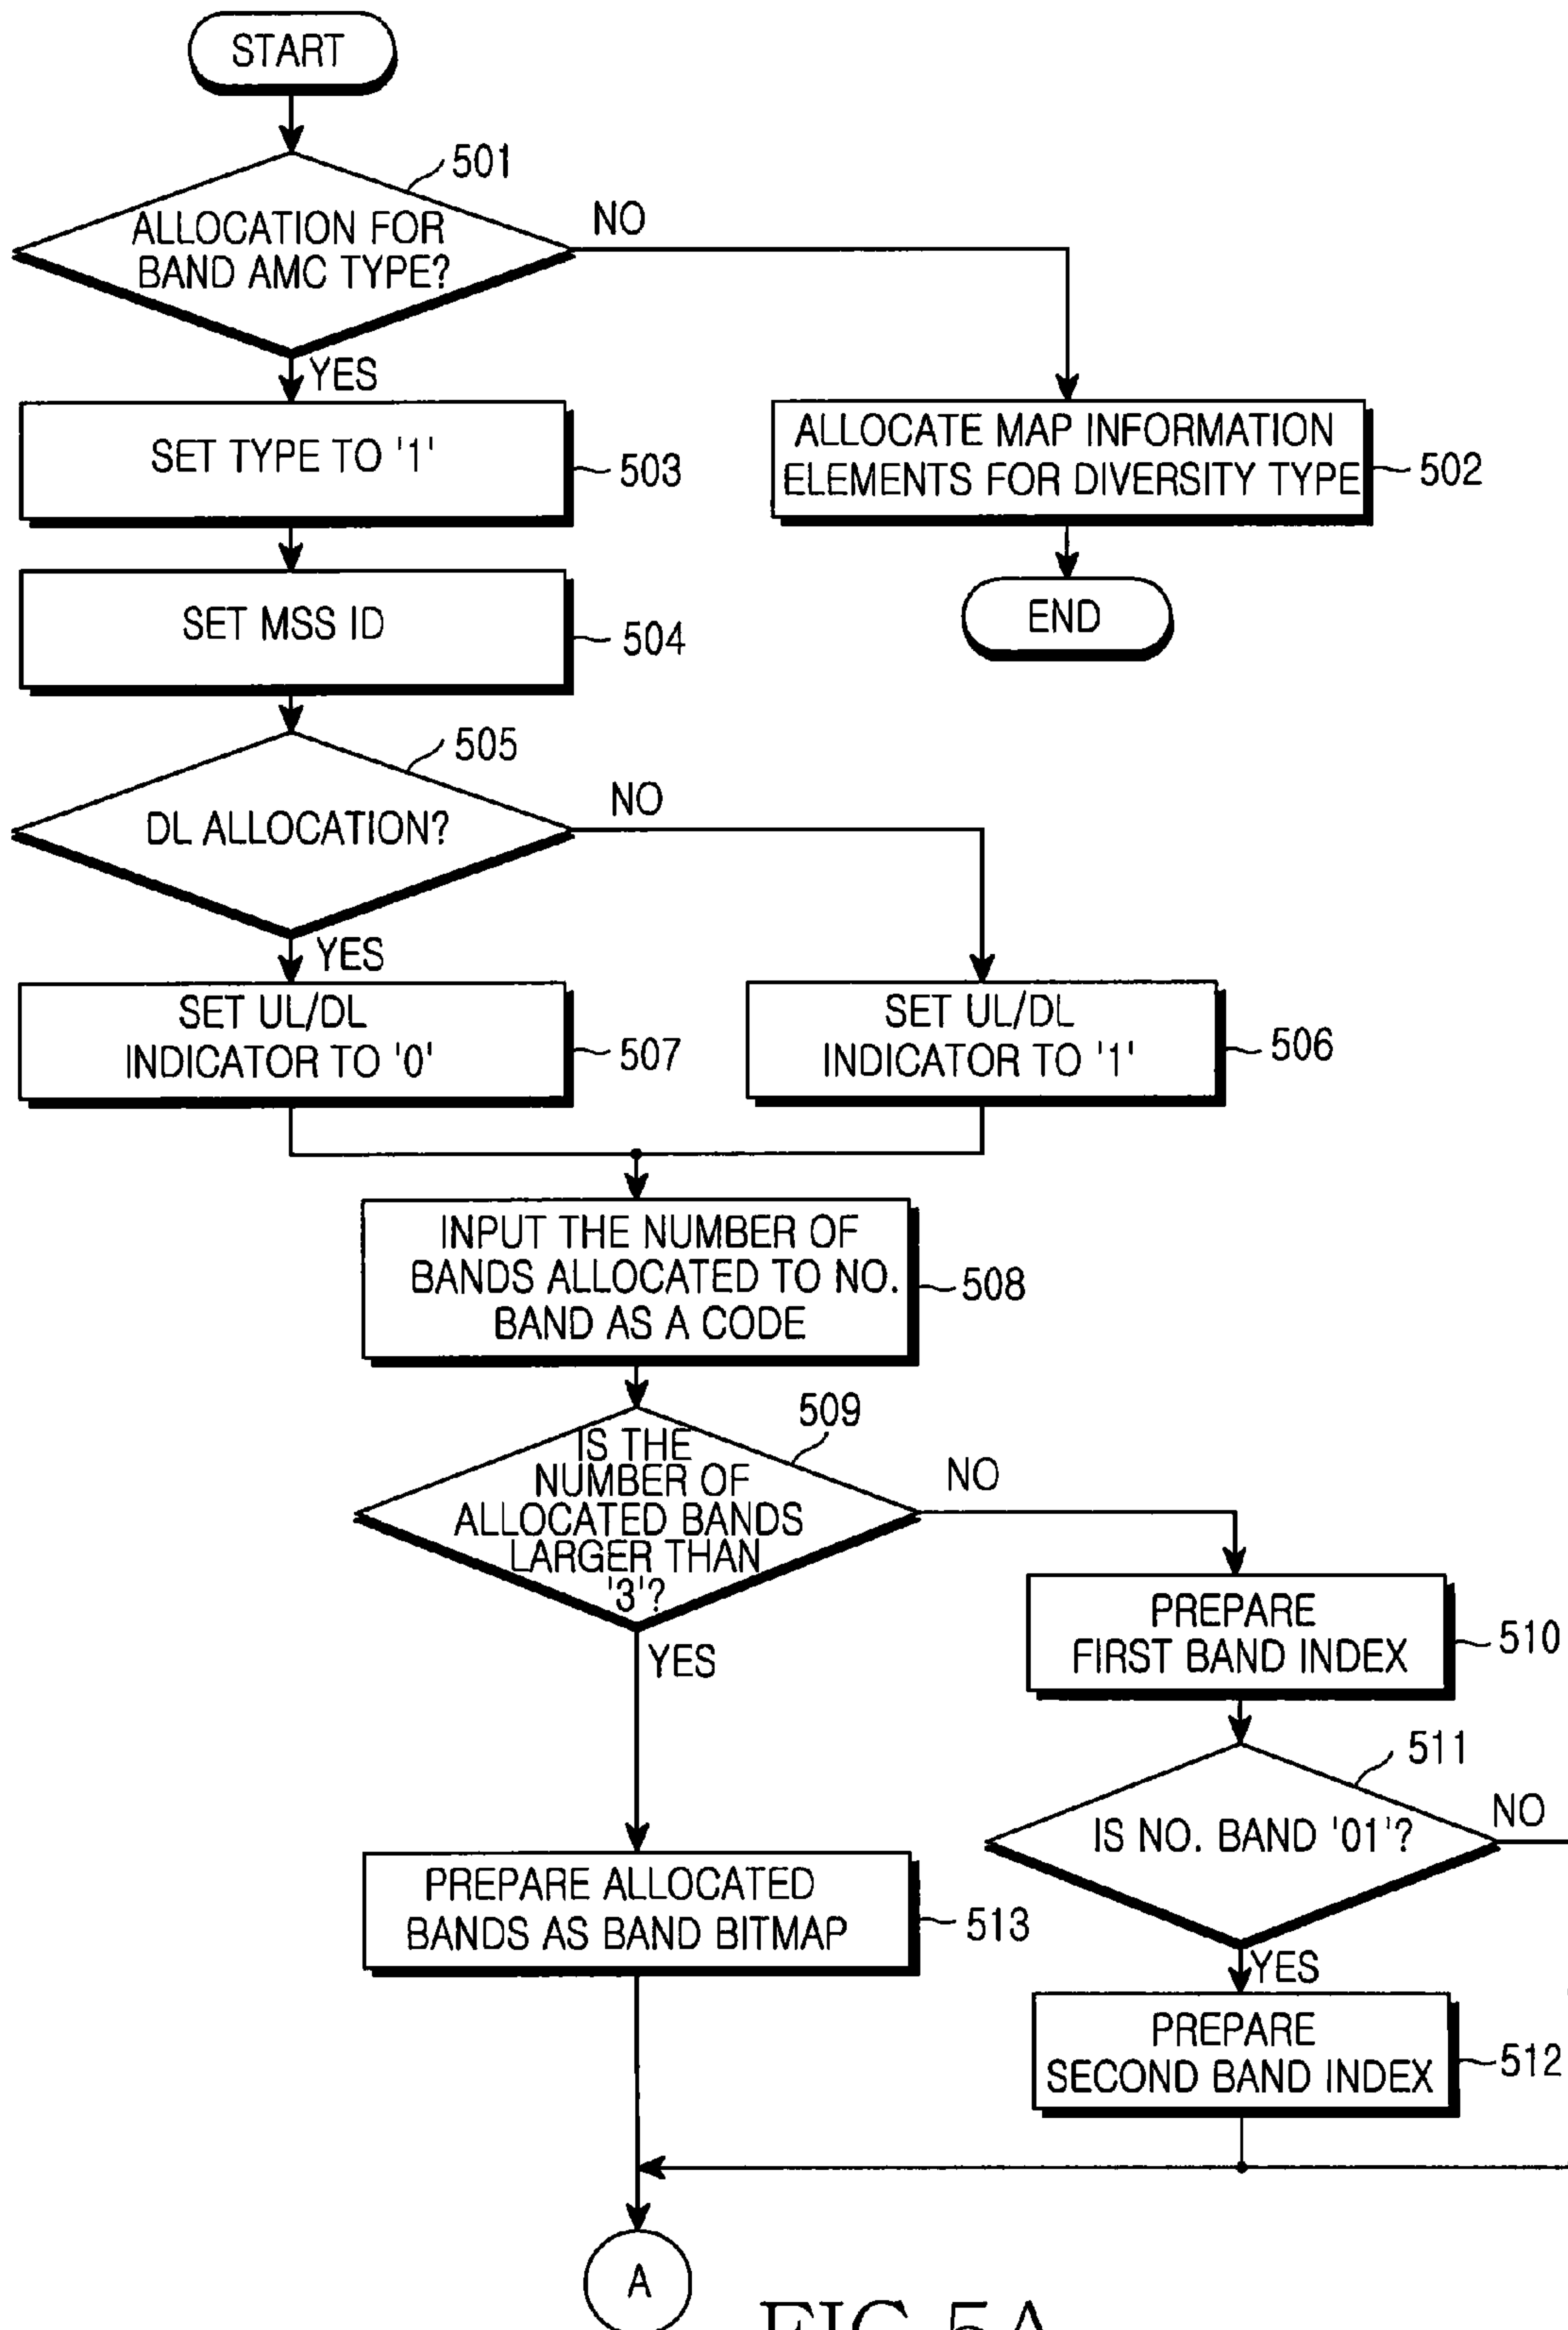 START
501
ALLOCATION FOR
BAND AMC TYPE?
NO
YES
SET TYPE TO '1'
503
ALLOCATE MAP INFORMATION
ELEMENTS FOR DIVERSITY TYPE
502
SET MSS ID
504
END
505
DL ALLOCATION?
NO
YES
SET UL/DL
INDICATOR TO '0'
507
SET UL/DL
INDICATOR TO '1'
506
INPUT THE NUMBER OF
BANDS ALLOCATED TO NO.
BAND AS A CODE
508
509
IS THE
NUMBER OF
ALLOCATED BANDS
LARGER THAN
'3'?
NO
YES
PREPARE
FIRST BAND INDEX
510
511
IS NO. BAND '01'?
NO
YES
PREPARE ALLOCATED
BANDS AS BAND BITMAP
513
PREPARE
SECOND BAND INDEX
512
A
FIG.5A